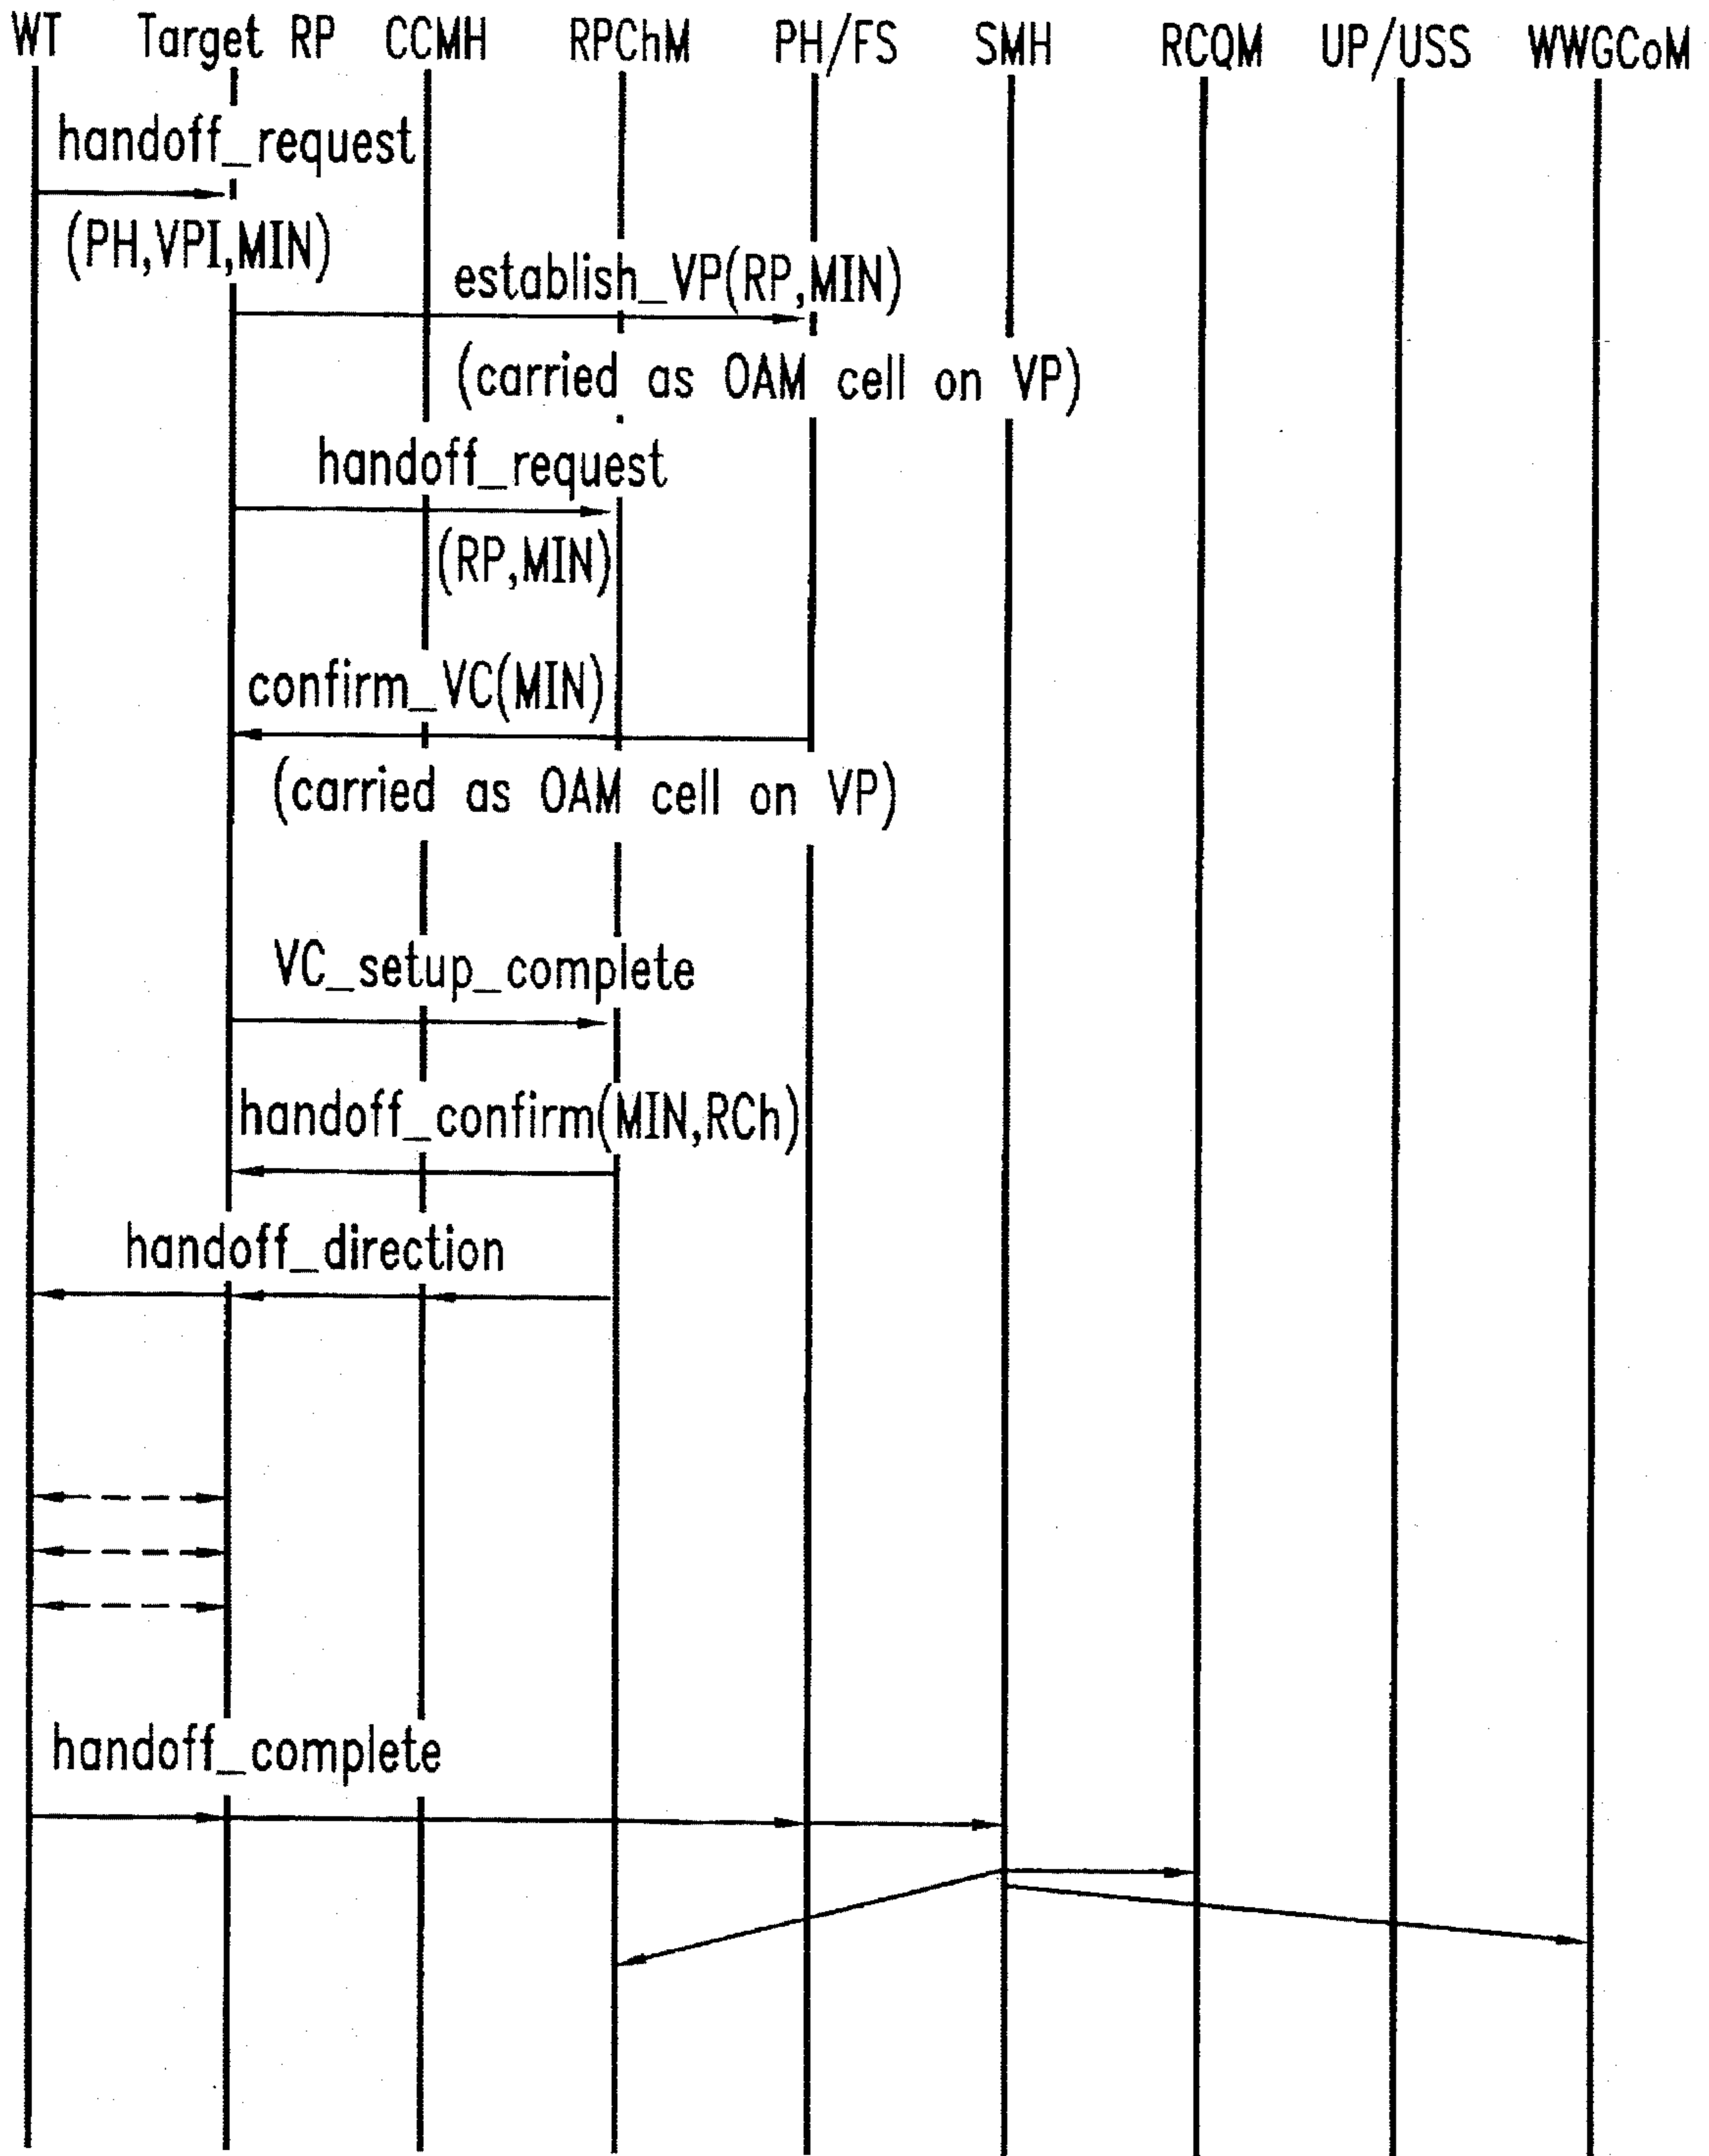 WT Target RP CCMH RPChM PH/FS SMH RCQM UP/USS WWGCoM
handoff_request
(PH,VPI,MIN)
establish_VP(RP,MIN)
(carried as OAM cell on VP)
handoff_request
(RP,MIN)
confirm_VC(MIN)
(carried as OAM cell on VP)
VC_setup_complete
handoff_confirm(MIN,RCh)
handoff_direction
handoff_complete